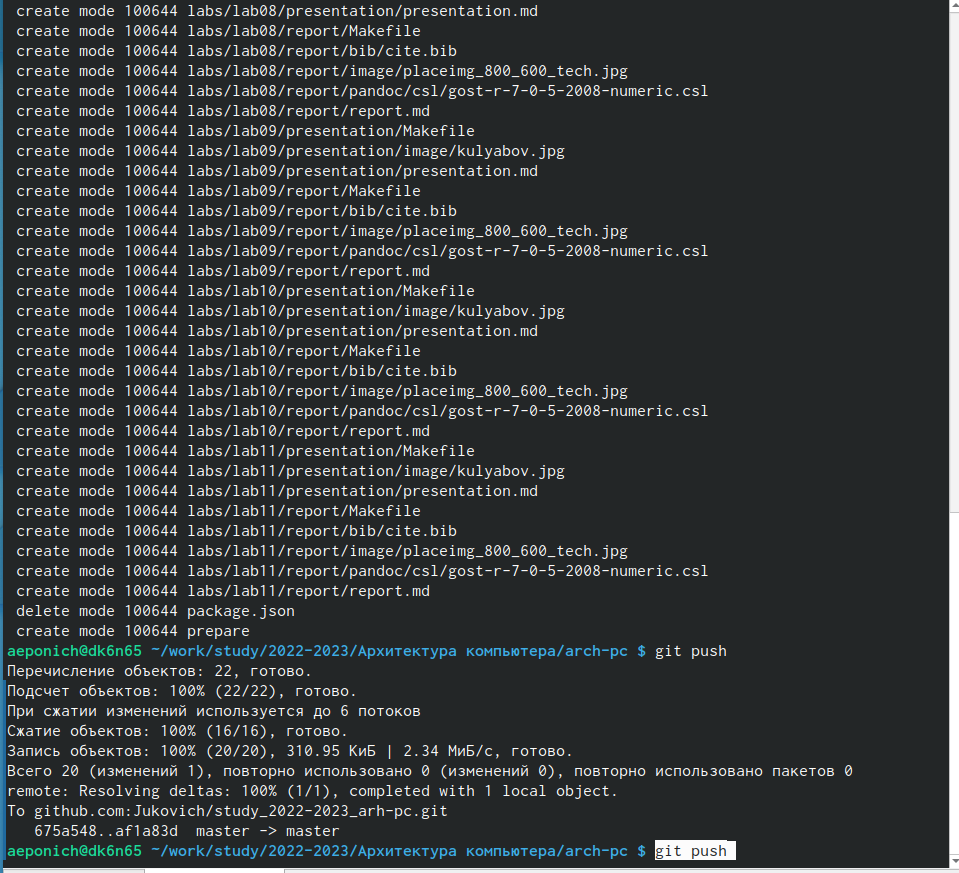 create mode 100644 labs/lab08/presentation/presentation.md
create mode 100644 labs/lab08/report/Makefile
create mode 100644 labs/lab08/report/bib/cite.bib
create mode 100644 labs/lab08/report/image/placeimg_800_600_tech.jpg
create mode 100644 labs/lab08/report/pandoc/csl/gost-r-7-0-5-2008-numeric.csl
create mode 100644 labs/lab08/report/report.md
create mode 100644 labs/lab09/presentation/Makefile
create mode 100644 labs/lab09/presentation/image/kulyabov.jpg
create mode 100644 labs/lab09/presentation/presentation.md
create mode 100644 labs/lab09/report/Makefile
create mode 100644 labs/lab09/report/bib/cite.bib
create mode 100644 labs/lab09/report/image/placeimg_800_600_tech.jpg
create mode 100644 labs/lab09/report/pandoc/csl/gost-r-7-0-5-2008-numeric.csl
create mode 100644 labs/lab09/report/report.md
create mode 100644 labs/lab10/presentation/Makefile
create mode 100644 labs/lab10/presentation/image/kulyabov.jpg
create mode 100644 labs/lab10/presentation/presentation.md
create mode 100644 labs/lab10/report/Makefile
create mode 100644 labs/lab10/report/bib/cite.bib
create mode 100644 labs/lab10/report/image/placeimg_800_600_tech.jpg
create mode 100644 labs/lab10/report/pandoc/csl/gost-r-7-0-5-2008-numeric.csl
create mode 100644 labs/lab10/report/report.md
create mode 100644 labs/lab11/presentation/Makefile
create mode 100644 labs/lab11/presentation/image/kulyabov.jpg
create mode 100644 labs/lab11/presentation/presentation.md
create mode 100644 labs/lab11/report/Makefile
create mode 100644 labs/lab11/report/bib/cite.bib
create mode 100644 labs/lab11/report/image/placeimg_800_600_tech.jpg
create mode 100644 labs/lab11/report/pandoc/csl/gost-r-7-0-5-2008-numeric.csl
create mode 100644 labs/lab11/report/report.md
delete mode 100644 package.json
create mode 100644 prepare
aeponich@dk6n65 ~/work/study/2022-2023/Архитектура компьютера/arch-pc $ git push
Перечисление объектов: 22, готово.
Подсчет объектов: 100% (22/22), готово.
При сжатии изменений используется до 6 потоков
Сжатие объектов: 100% (16/16), готово.
Запись объектов: 100% (20/20), 310.95 КиБ | 2.34 МиБ/с, готово.
Всего 20 (изменений 1), повторно использовано 0 (изменений 0), повторно использовано пакетов 0
remote: Resolving deltas: 100% (1/1), completed with 1 local object.
To github.com:Jukovich/study_2022-2023_arh-pc.git
   675a548..af1a83d  master -> master
aeponich@dk6n65 ~/work/study/2022-2023/Архитектура компьютера/arch-pc $ git push